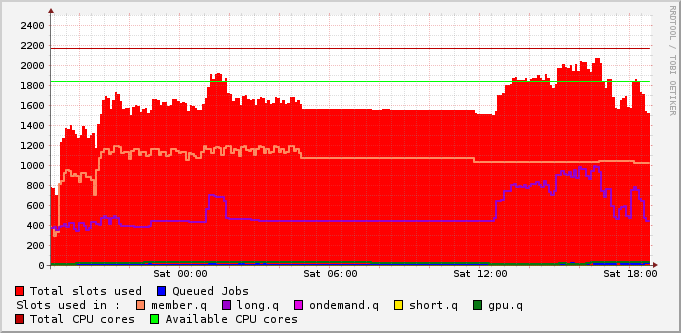 RRDTOOL / TOBI OETIKER
2400
2200
2000
1800
1600
1400
1200
1000
800
600
400
200
0
Sat 00:00 Sat 06:00 Sat 12:00 Sat 18:00
Total slots used Queued Jobs
Slots used in : member.q long.q ondemand.q short.q gpu.q
Total CPU cores Available CPU cores